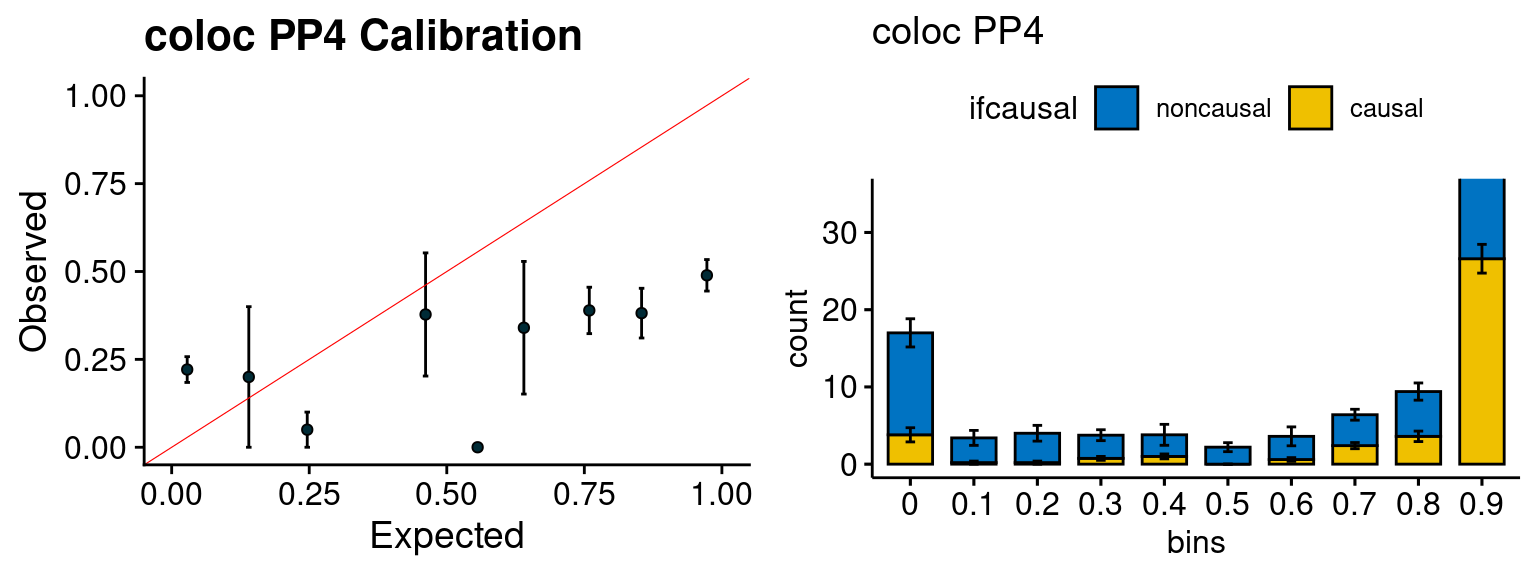 coloc PP4 Calibration
Observed
1.00
0.75
0.50
0.25
0.00
0.00 0.25 0.50 0.75 1.00
Expected
coloc PP4
ifcausal noncausal causal
count
30
20
10
0
0 0.1 0.2 0.3 0.4 0.5 0.6 0.7 0.8 0.9
bins